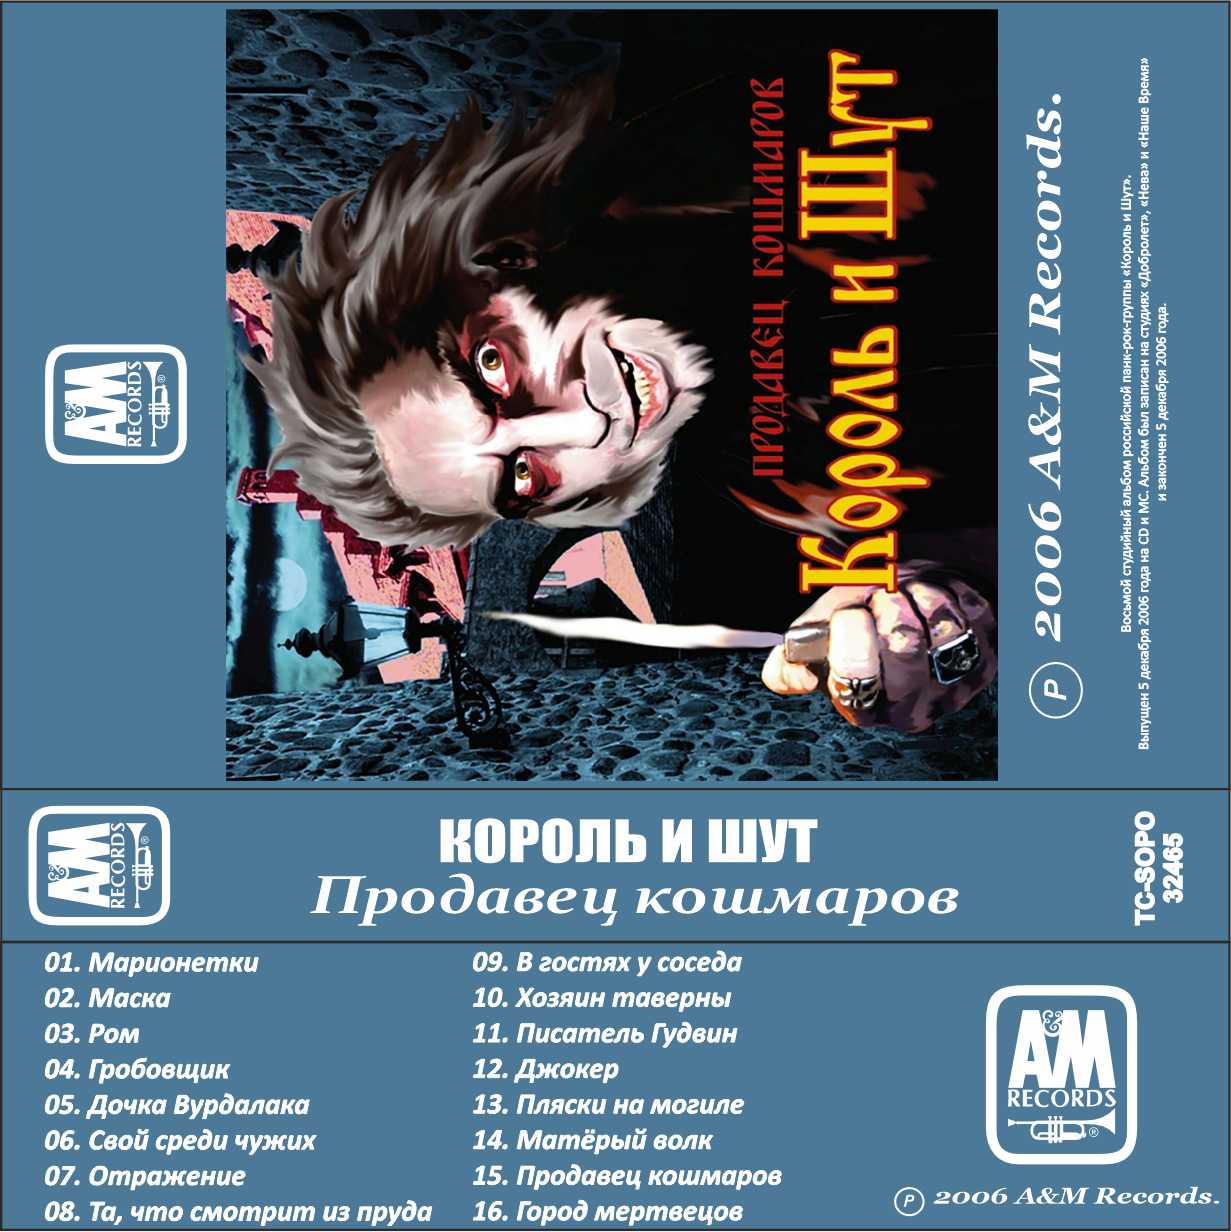 A&M
RECORDS
®
ПРОДАВЕЦ КОШМАРОВ
Король и Шут
Ⓟ 2006 A&M Records.
Восьмой студийный альбом российской панк-рок-группы «Король и Шут».
Выпущен 5 декабря 2006 года на CD и MC. Альбом был записан на студиях «Добролет», «Нева» и «Наше Время»
и закончен 5 декабря 2006 года.
A&M
RECORDS
®
КОРОЛЬ И ШУТ
Продавец кошмаров
TC-SOPO
32465
01. Марионетки
02. Маска
03. Ром
04. Гробовщик
05. Дочка Вурдалака
06. Свой среди чужих
07. Отражение
08. Та, что смотрит из пруда
09. В гостях у соседа
10. Хозяин таверны
11. Писатель Гудвин
12. Джокер
13. Пляски на могиле
14. Матёрый волк
15. Продавец кошмаров
16. Город мертвецов
A&M
RECORDS
®
Ⓟ 2006 A&M Records.